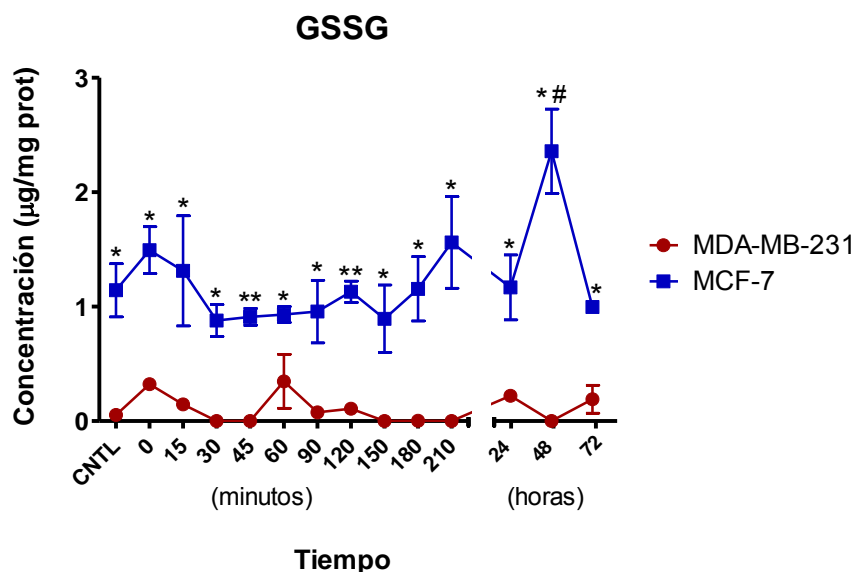 GSSG
Concentración (µg/mg prot)
3
2
1
0
* * * * ** * * ** * * * * *# *
MDA-MB-231
MCF-7
CNTL 0 15 30 45 60 90 120 150 180 210 24 48 72
(minutos) (horas)
Tiempo